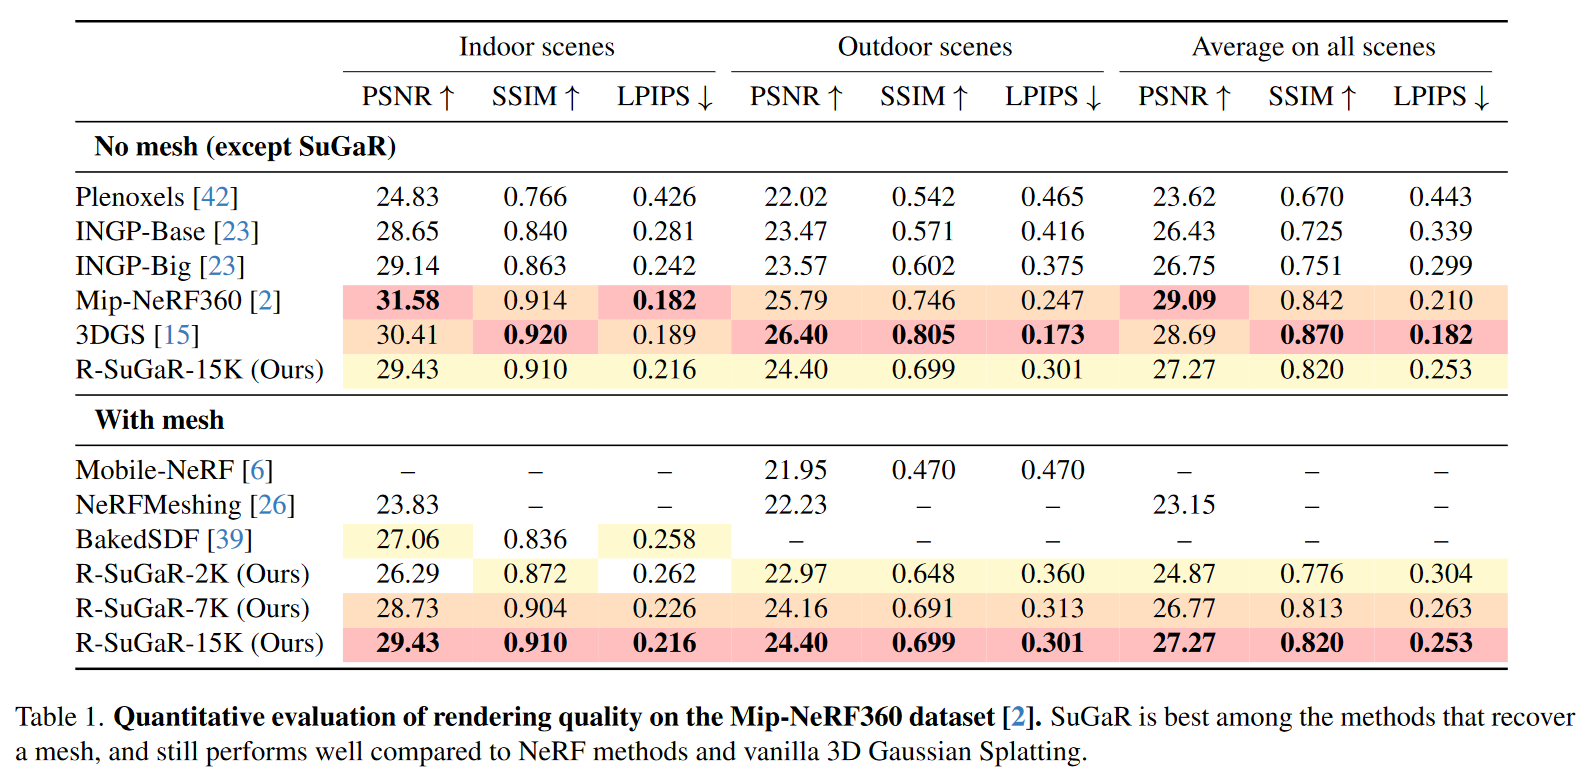 Indoor scenes Outdoor scenes Average on all scenes
PSNR ↑ SSIM ↑ LPIPS ↓ PSNR ↑ SSIM ↑ LPIPS ↓ PSNR ↑ SSIM ↑ LPIPS ↓
No mesh (except SuGaR)
Plenoxels [42] 24.83 0.766 0.426 22.02 0.542 0.465 23.62 0.670 0.443
INGP-Base [23] 28.65 0.840 0.281 23.47 0.571 0.416 26.43 0.725 0.339
INGP-Big [23] 29.14 0.863 0.242 23.57 0.602 0.375 26.75 0.751 0.299
Mip-NeRF360 [2] 31.58 0.914 0.182 25.79 0.746 0.247 29.09 0.842 0.210
3DGS [15] 30.41 0.920 0.189 26.40 0.805 0.173 28.69 0.870 0.182
R-SuGaR-15K (Ours) 29.43 0.910 0.216 24.40 0.699 0.301 27.27 0.820 0.253
With mesh
Mobile-NeRF [6] – – – 21.95 0.470 0.470 – – –
NeRFMeshing [26] 23.83 – – 22.23 – – 23.15 – –
BakedSDF [39] 27.06 0.836 0.258 – – – – – –
R-SuGaR-2K (Ours) 26.29 0.872 0.262 22.97 0.648 0.360 24.87 0.776 0.304
R-SuGaR-7K (Ours) 28.73 0.904 0.226 24.16 0.691 0.313 26.77 0.813 0.263
R-SuGaR-15K (Ours) 29.43 0.910 0.216 24.40 0.699 0.301 27.27 0.820 0.253
Table 1. Quantitative evaluation of rendering quality on the Mip-NeRF360 dataset [2]. SuGaR is best among the methods that recover
a mesh, and still performs well compared to NeRF methods and vanilla 3D Gaussian Splatting.